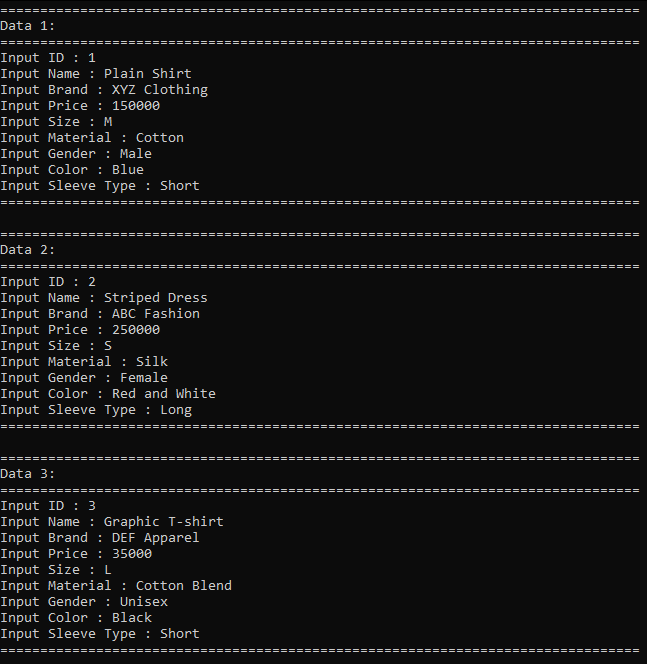 ================================================================================
Data 1:
================================================================================
Input ID : 1
Input Name : Plain Shirt
Input Brand : XYZ Clothing
Input Price : 150000
Input Size : M
Input Material : Cotton
Input Gender : Male
Input Color : Blue
Input Sleeve Type : Short
================================================================================
================================================================================
Data 2:
================================================================================
Input ID : 2
Input Name : Striped Dress
Input Brand : ABC Fashion
Input Price : 250000
Input Size : S
Input Material : Silk
Input Gender : Female
Input Color : Red and White
Input Sleeve Type : Long
================================================================================
================================================================================
Data 3:
================================================================================
Input ID : 3
Input Name : Graphic T-shirt
Input Brand : DEF Apparel
Input Price : 35000
Input Size : L
Input Material : Cotton Blend
Input Gender : Unisex
Input Color : Black
Input Sleeve Type : Short
================================================================================